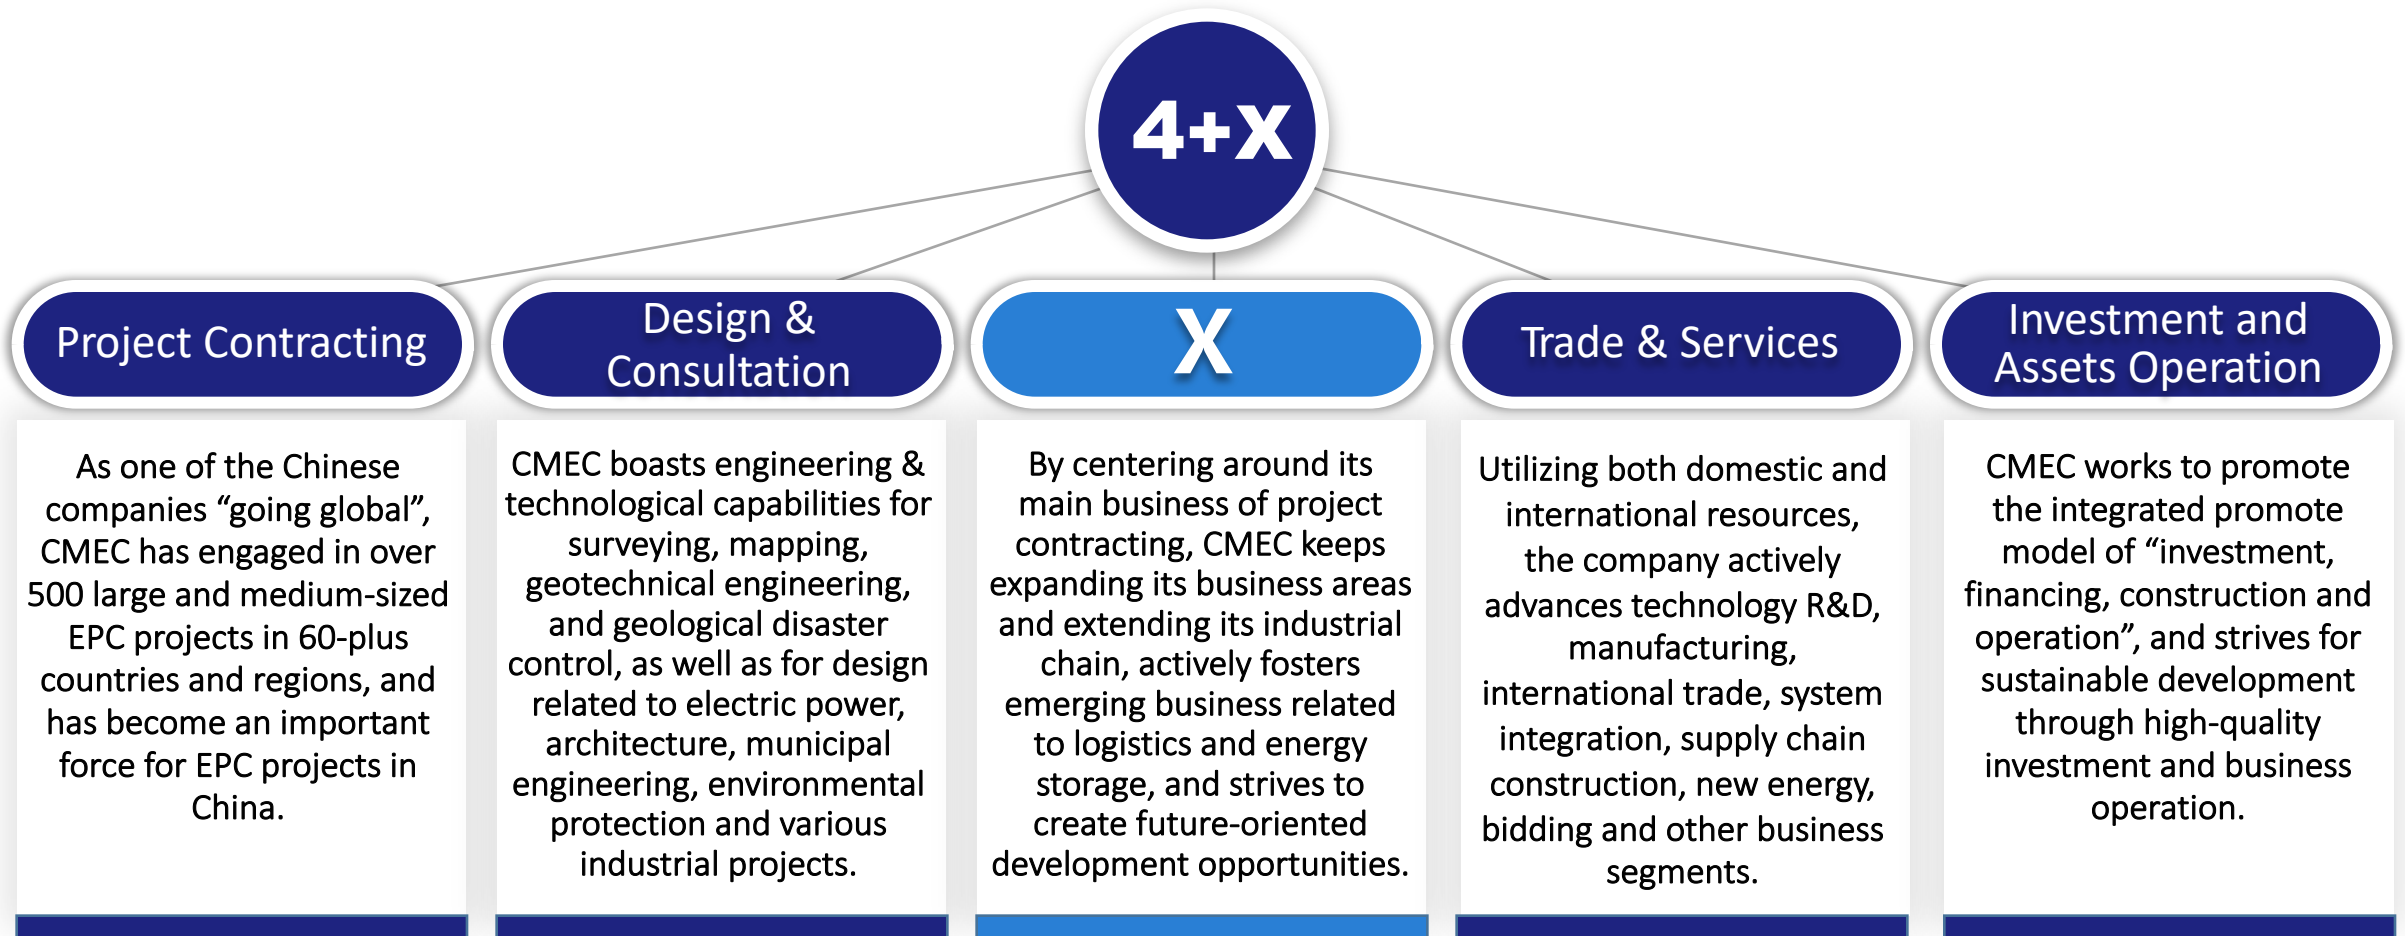 4+X
Project Contracting
As one of the Chinese
companies “going global”,
CMEC has engaged in over
500 large and medium-sized
EPC projects in 60-plus
countries and regions, and
has become an important
force for EPC projects in
China.
Design &
Consultation
CMEC boasts engineering &
technological capabilities for
surveying, mapping,
geotechnical engineering,
and geological disaster
control, as well as for design
related to electric power,
architecture, municipal
engineering, environmental
protection and various
industrial projects.
X
By centering around its
main business of project
contracting, CMEC keeps
expanding its business areas
and extending its industrial
chain, actively fosters
emerging business related
to logistics and energy
storage, and strives to
create future-oriented
development opportunities.
Trade & Services
Utilizing both domestic and
international resources,
the company actively
advances technology R&D,
manufacturing,
international trade, system
integration, supply chain
construction, new energy,
bidding and other business
segments.
Investment and
Assets Operation
CMEC works to promote
the integrated promote
model of “investment,
financing, construction and
operation”, and strives for
sustainable development
through high-quality
investment and business
operation.